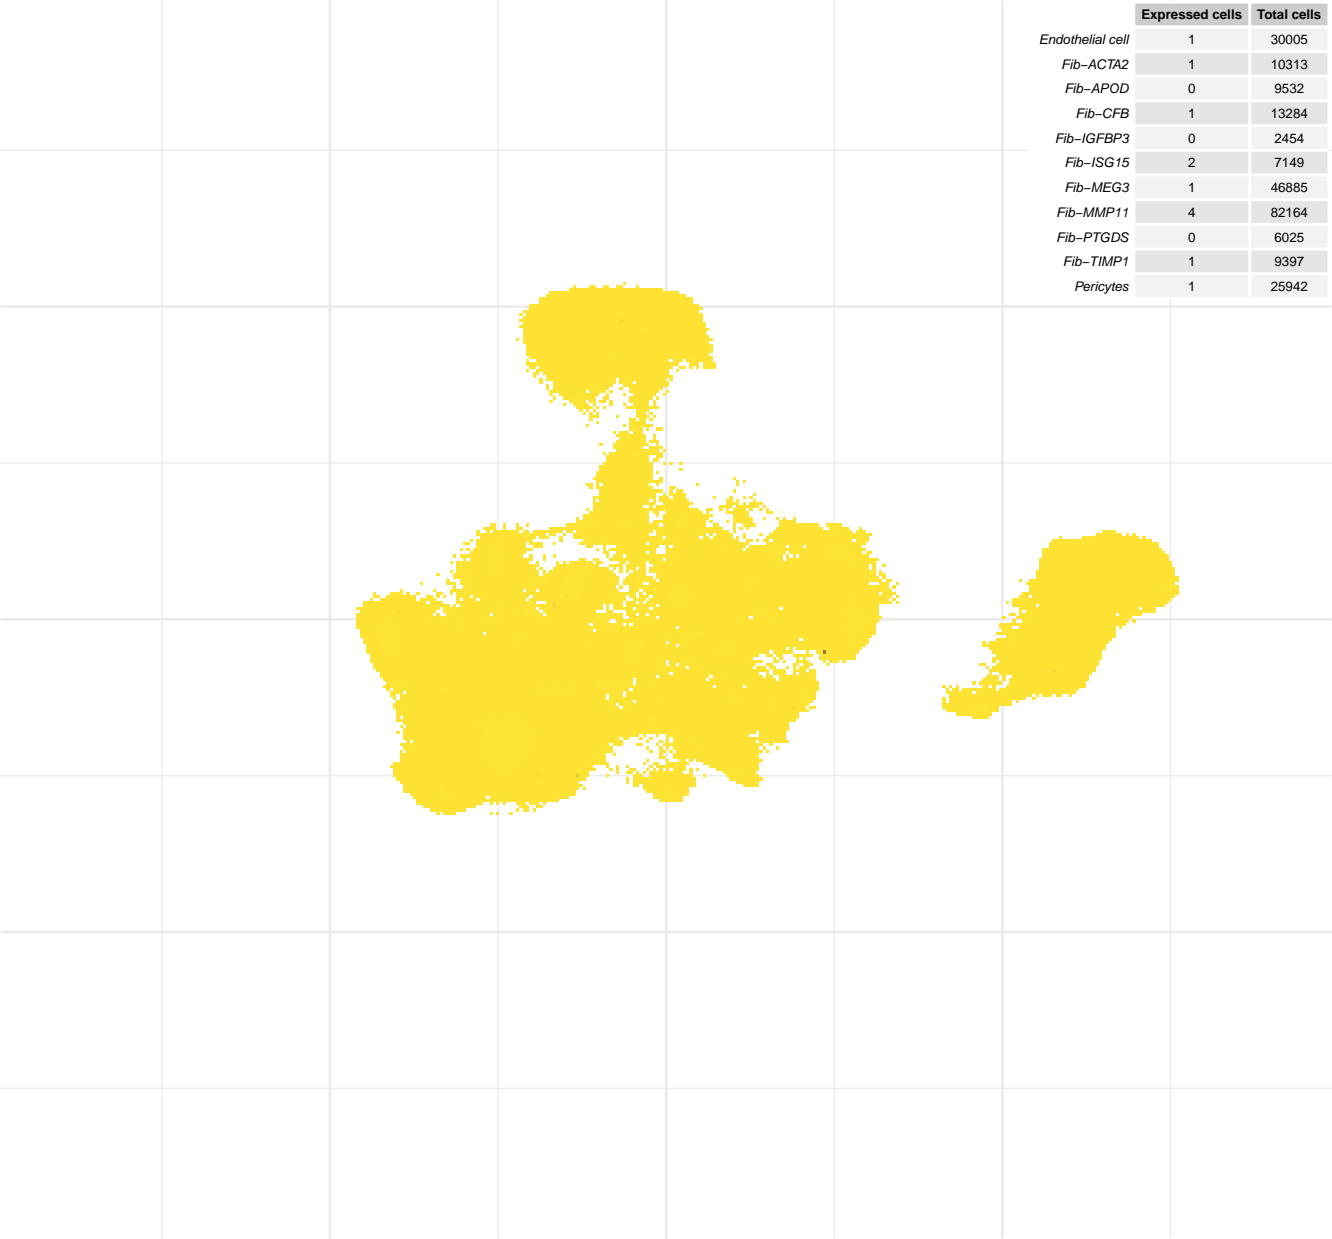 Expressed cells Total cells
Endothelial cell 1 30005
Fib−ACTA2 1 10313
Fib−APOD 0 9532
Fib−CFB 1 13284
Fib−IGFBP3 0 2454
Fib−ISG15 2 7149
Fib−MEG3 1 46885
Fib−MMP11 4 82164
Fib−PTGDS 0 6025
Fib−TIMP1 1 9397
Pericytes 1 25942